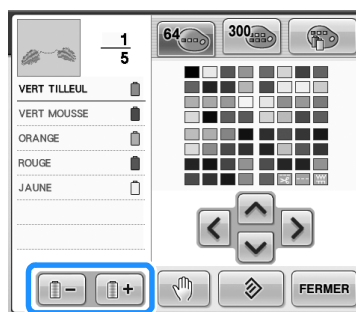 1
5
64
300
VERT TILLEUL
VERT MOUSSE
ORANGE
ROUGE
JAUNE
- +
FERMER